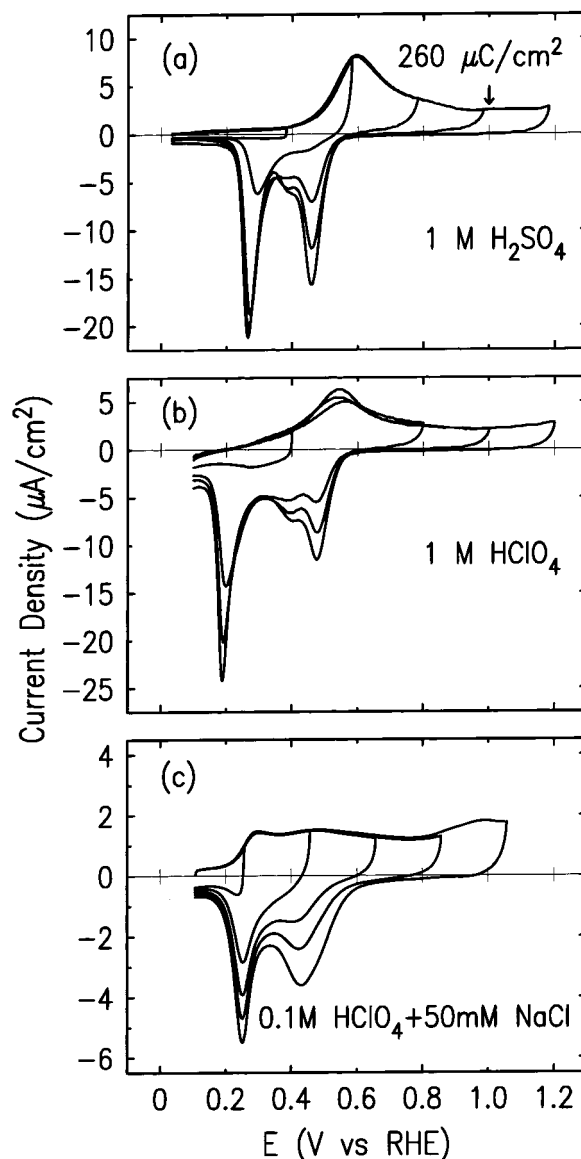 (a)
260 μC/cm²
1 M H₂SO₄
10
5
0
−5
−10
−15
−20
(b)
1 M HClO₄
5
0
−5
−10
−15
−20
−25
(c)
0.1M HClO₄+50mM NaCl
4
2
0
−2
−4
−6
Current Density (μA/cm²)
0 0.2 0.4 0.6 0.8 1.0 1.2
E (V vs RHE)